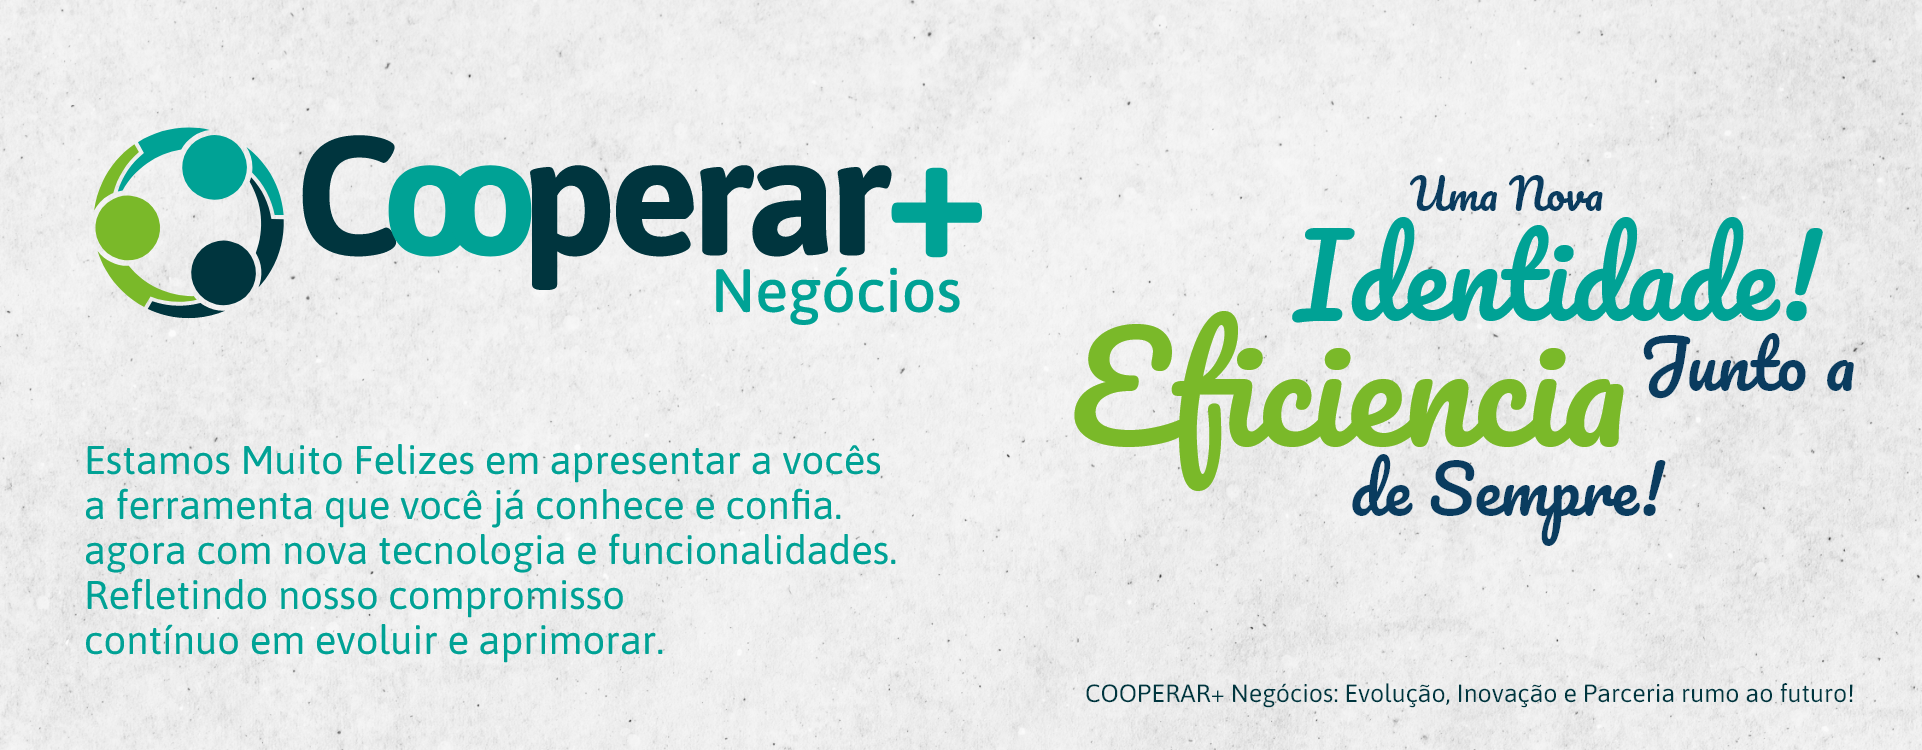 Cooperar+
Negócios
Estamos Muito Felizes em apresentar a vocês
a ferramenta que você já conhece e confia.
agora com nova tecnologia e funcionalidades.
Refletindo nosso compromisso
contínuo em evoluir e aprimorar.
Uma Nova
Identidade!
Junto a
Eficiencia
de Sempre!
COOPERAR+ Negócios: Evolução, Inovação e Parceria rumo ao futuro!